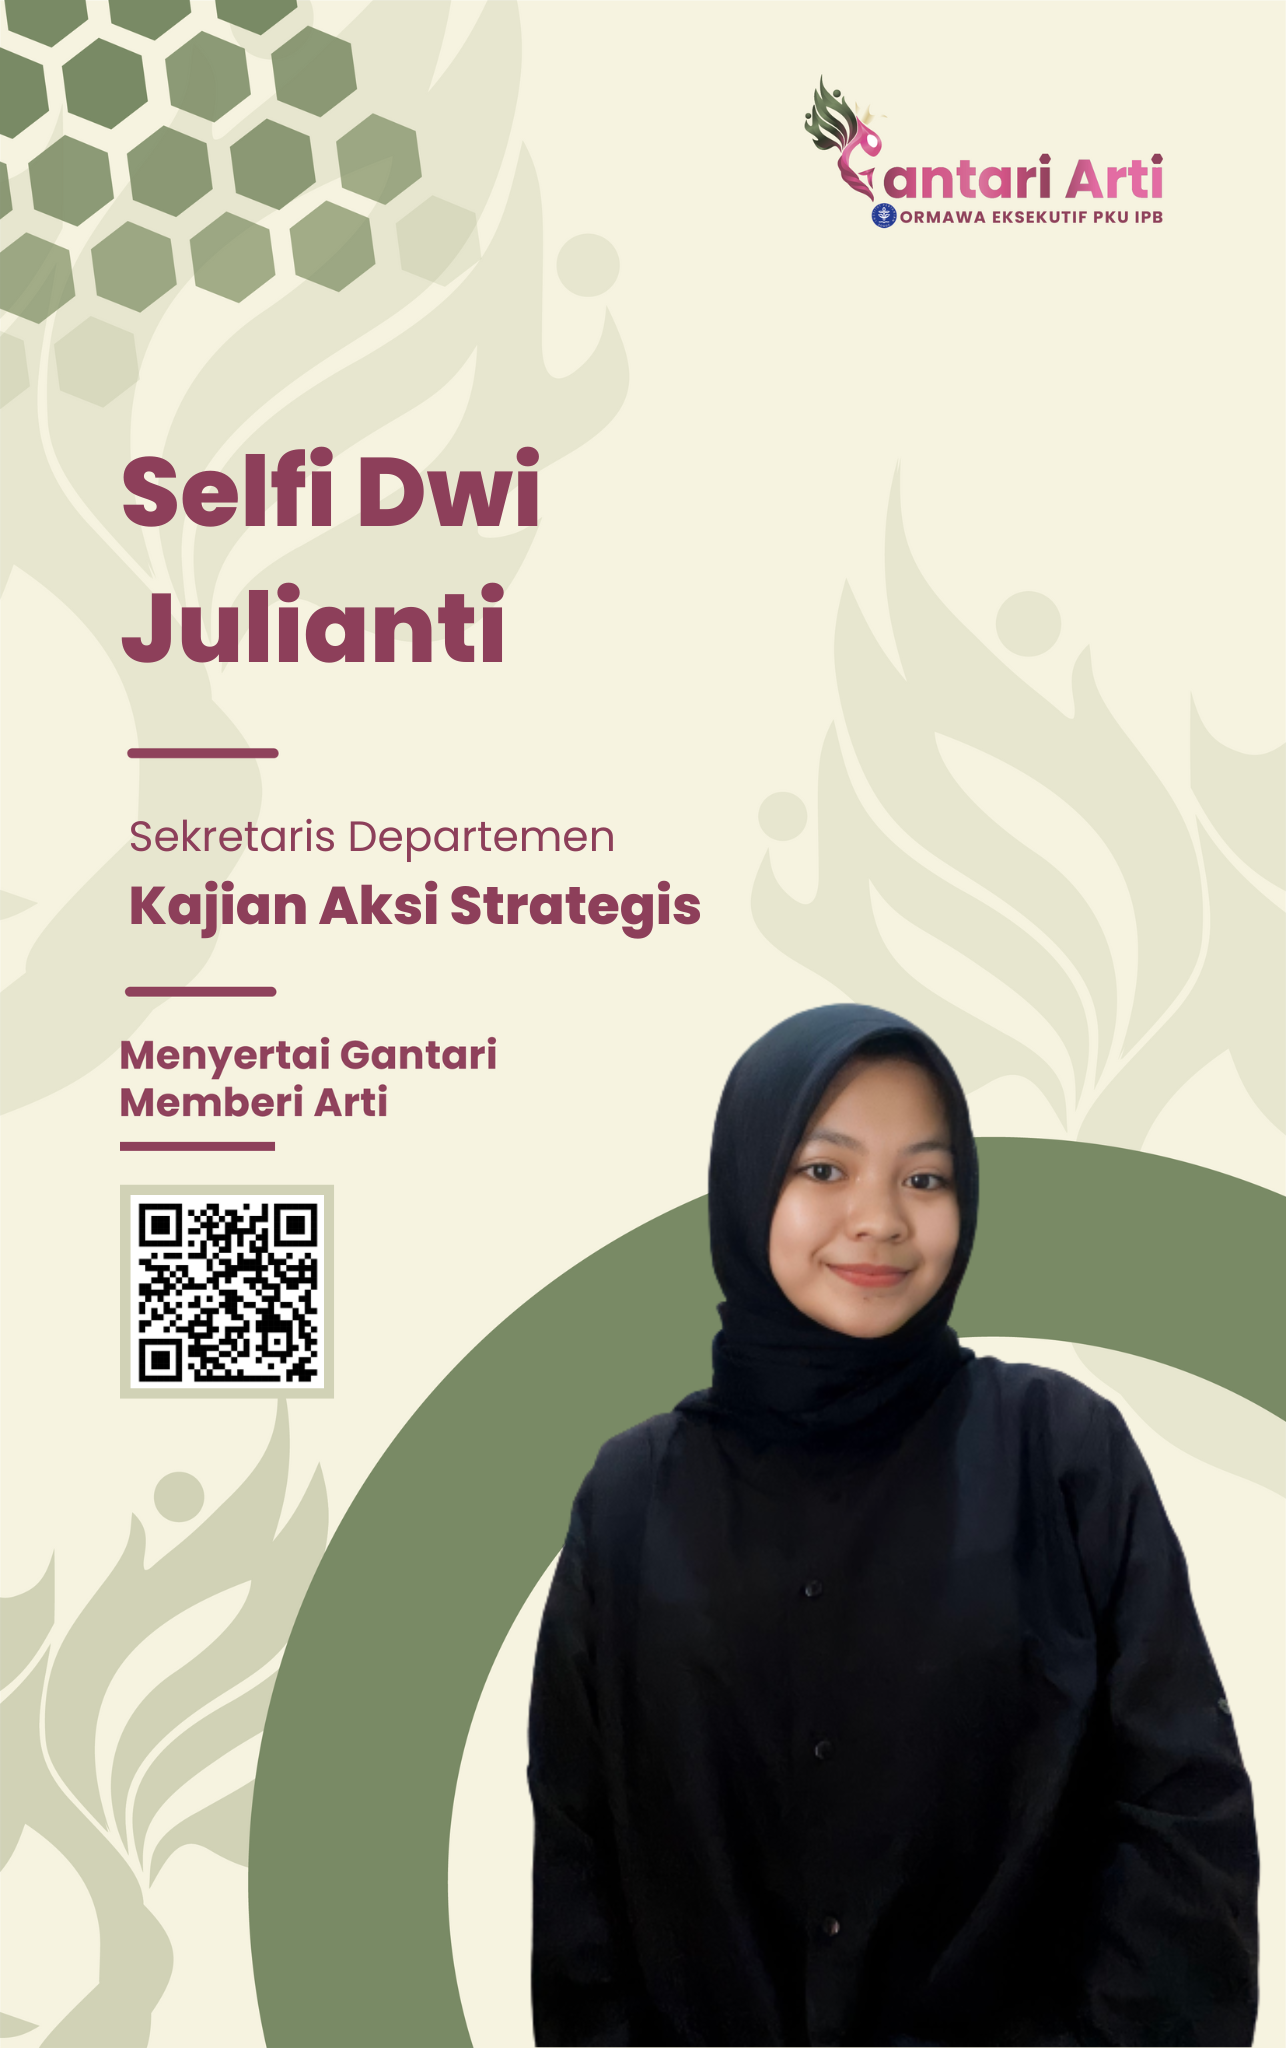 Gantari Arti
ORMAWA EKSEKUTIF PKU IPB
Selfi Dwi
Julianti
Sekretaris Departemen
Kajian Aksi Strategis
Menyertai Gantari
Memberi Arti